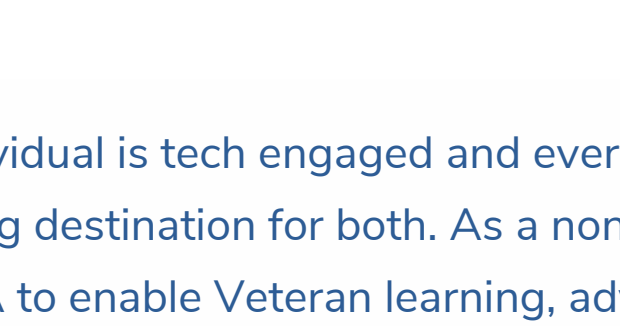 vidual is tech engaged and ever
g destination for both. As a non
to enable Veteran learning, ad